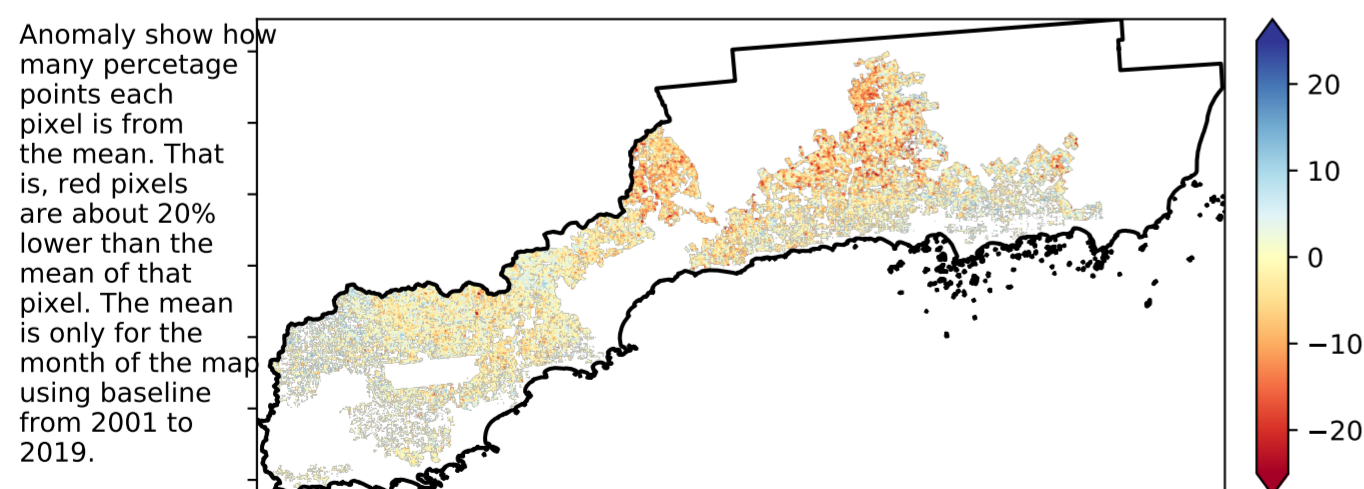 Anomaly show how
many percetage
points each
pixel is from
the mean. That
is, red pixels
are about 20%
lower than the
mean of that
pixel. The mean
is only for the
month of the map
using baseline
from 2001 to
2019.
20
10
0
−10
−20